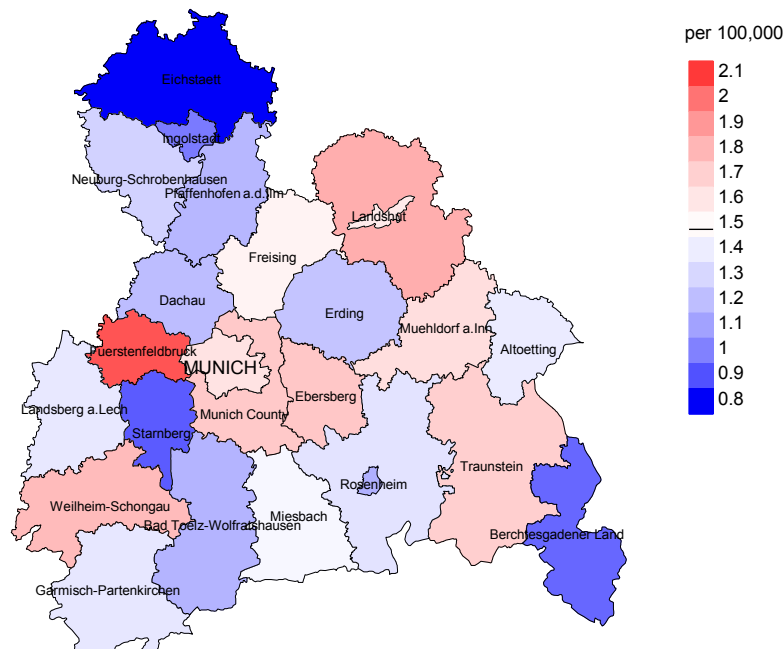 per 100,000
2.1
2
1.9
1.8
1.7
1.6
1.5
1.4
1.3
1.2
1.1
1
0.9
0.8
Eichstaett
Ingolstadt
Neuburg-Schrobenhausen
Pfaffenhofen a.d.Ilm
Landshut
Freising
Dachau
Erding
Muehldorf a.Inn
Altoetting
Fuerstenfeldbruck
MUNICH
Ebersberg
Landsberg a.Lech
Munich County
Starnberg
Traunstein
Rosenheim
Weilheim-Schongau
Miesbach
Bad Toelz-Wolfratshausen
Berchtesgadener Land
Garmisch-Partenkirchen